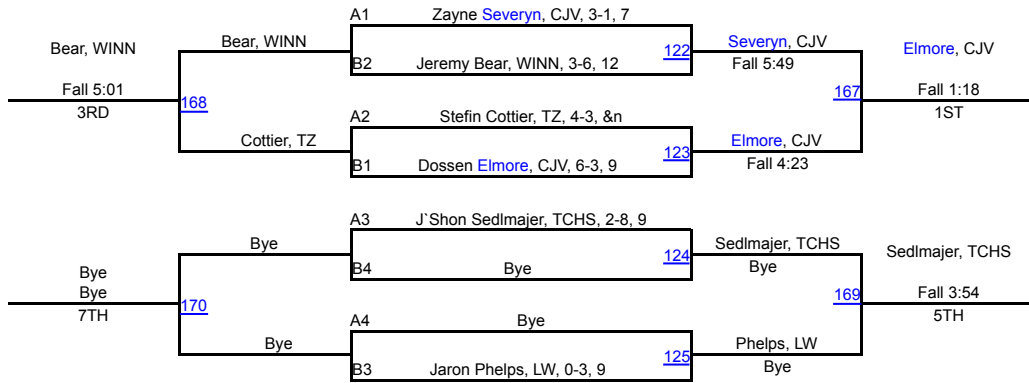 A1 Zayne Severyn, CJV, 3-1, 7
Bear, WINN Bear, WINN 122 Severyn, CJV Elmore, CJV
B2 Jeremy Bear, WINN, 3-6, 12 Fall 5:49
Fall 5:01 168 167 Fall 1:18
3RD 1ST
A2 Stefin Cottier, TZ, 4-3, &n
Cottier, TZ 123 Elmore, CJV
B1 Dossen Elmore, CJV, 6-3, 9 Fall 4:23
A3 J`Shon Sedlmajer, TCHS, 2-8, 9
Bye 124 Sedlmajer, TCHS Sedlmajer, TCHS
Bye B4 Bye Bye
Bye 170 169 Fall 3:54
7TH 5TH
A4 Bye
Bye 125 Phelps, LW
B3 Jaron Phelps, LW, 0-3, 9 Bye